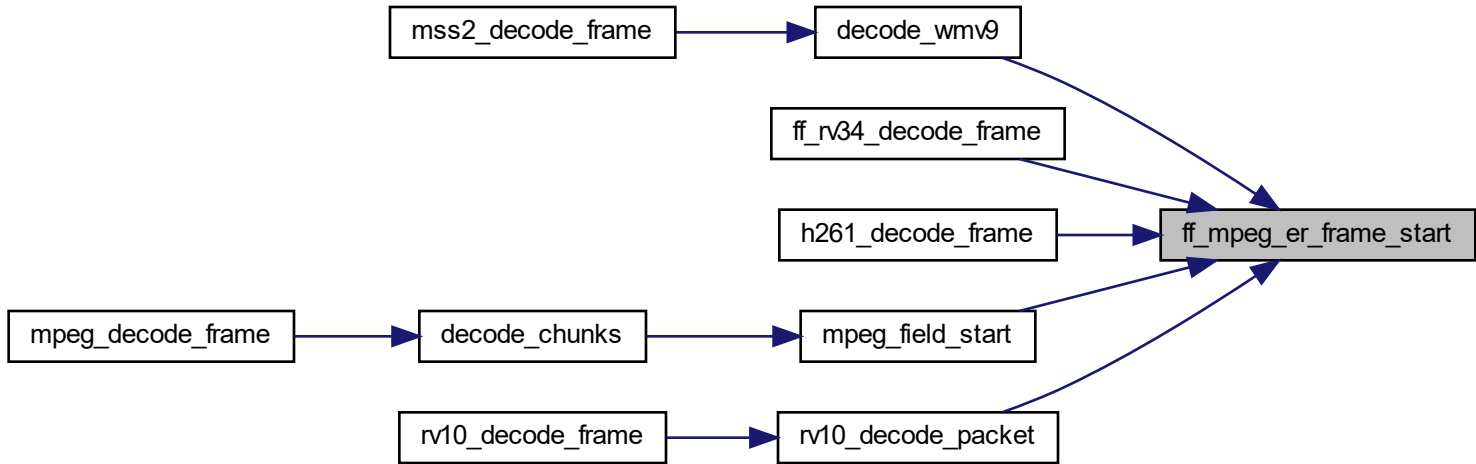 mss2_decode_frame
decode_wmv9
ff_rv34_decode_frame
h261_decode_frame
ff_mpeg_er_frame_start
mpeg_decode_frame
decode_chunks
mpeg_field_start
rv10_decode_frame
rv10_decode_packet